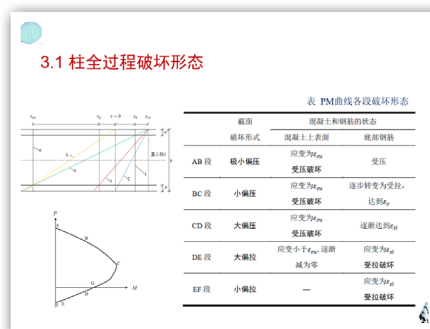 3.1 柱全过程破坏形态
表 PM曲线各段破坏形态
截面 混凝土和钢筋的状态
破坏形式 混凝土上表面 底部钢筋
AB 段 极小偏压 应变为εcu 受压破坏 受压
BC 段 小偏压 应变为εcu 受压破坏 逐步转变为受拉,达到εy
CD 段 大偏压 应变为εcu 受压破坏 逐渐达到εsl
DE 段 大偏拉 应变小于εcu, 逐渐减为零 应变为εsl 受拉破坏
EF 段 小偏拉 — 应变为εsl 受拉破坏
P
A
B
C
G
M
D
E